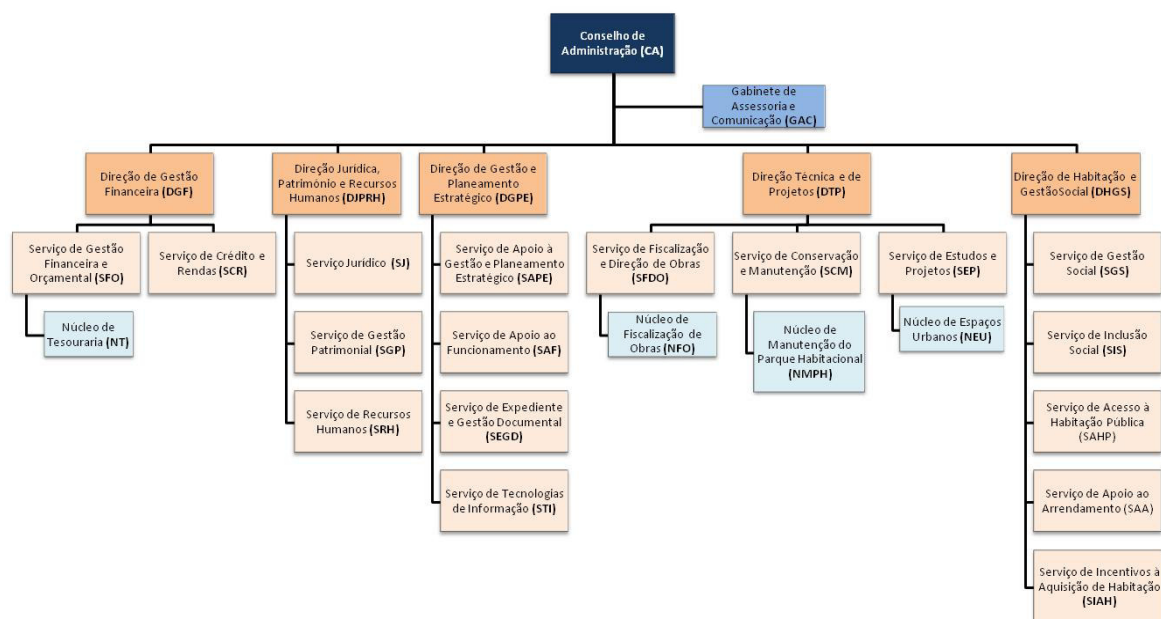 Conselho de
Administração (CA)
Gabinete de
Assessoria e
Comunicação (GAC)
Direção de Gestão
Financeira (DGF)
Direção Jurídica,
Património e Recursos
Humanos (DJPRH)
Direção de Gestão e
Planeamento
Estratégico (DGPE)
Direção Técnica e de
Projetos (DTP)
Direção de Habitação e
GestãoSocial (DHGS)
Serviço de Gestão
Financeira e
Orçamental (SFO)
Serviço de Crédito e
Rendas (SCR)
Núcleo de
Tesouraria (NT)
Serviço Jurídico (SJ)
Serviço de Gestão
Patrimonial (SGP)
Serviço de Recursos
Humanos (SRH)
Serviço de Apoio à
Gestão e Planeamento
Estratégico (SAPE)
Serviço de Apoio ao
Funcionamento (SAF)
Serviço de Expediente
e Gestão Documental
(SEGD)
Serviço de Tecnologias
de Informação (STI)
Serviço de Fiscalização
e Direção de Obras
(SFDO)
Núcleo de
Fiscalização de
Obras (NFO)
Serviço de Conservação
e Manutenção (SCM)
Núcleo de
Manutenção do
Parque Habitacional
(NMPH)
Serviço de Estudos e
Projetos (SEP)
Núcleo de Espaços
Urbanos (NEU)
Serviço de Gestão
Social (SGS)
Serviço de Inclusão
Social (SIS)
Serviço de Acesso à
Habitação Pública
(SAHP)
Serviço de Apoio ao
Arrendamento (SAA)
Serviço de Incentivos à
Aquisição de Habitação
(SIAH)